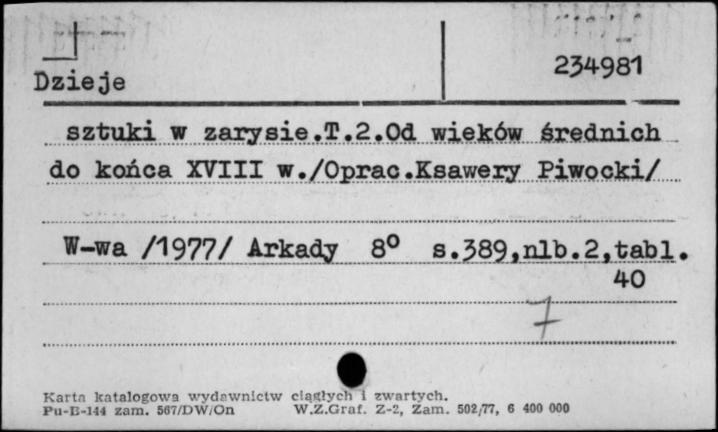 234981
Dzieje
sztuki w zarysie.T.2.Od wieków średnich
do końca XVIII w./Oprac.Ksawery Piwocki/
W-wa /1977/ Arkady 8° s.389,nlb.2,tabl.
40
7
Karta katalogowa wydawnictw ciągłych i zwartych.
Pu-B-144 zam. 567/DW/On W.Z.Graf. Z-2, Zam. 502/77, 6 400 000